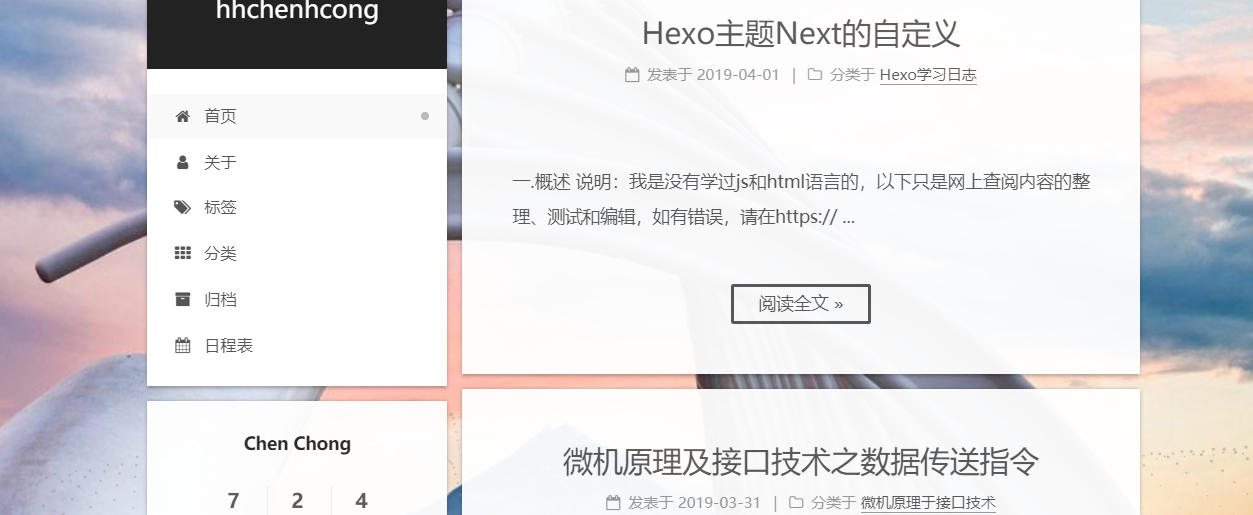 hhchenhcong
首页
关于
标签
分类
归档
日程表
Chen Chong
7 2 4
Hexo主题Next的自定义
发表于 2019-04-01 | 分类于 Hexo学习日志
一.概述 说明：我是没有学过js和html语言的，以下只是网上查阅内容的整
理、测试和编辑，如有错误，请在https:// ...
阅读全文 »
微机原理及接口技术之数据传送指令
发表于 2019-03-31 | 分类于 微机原理于接口技术